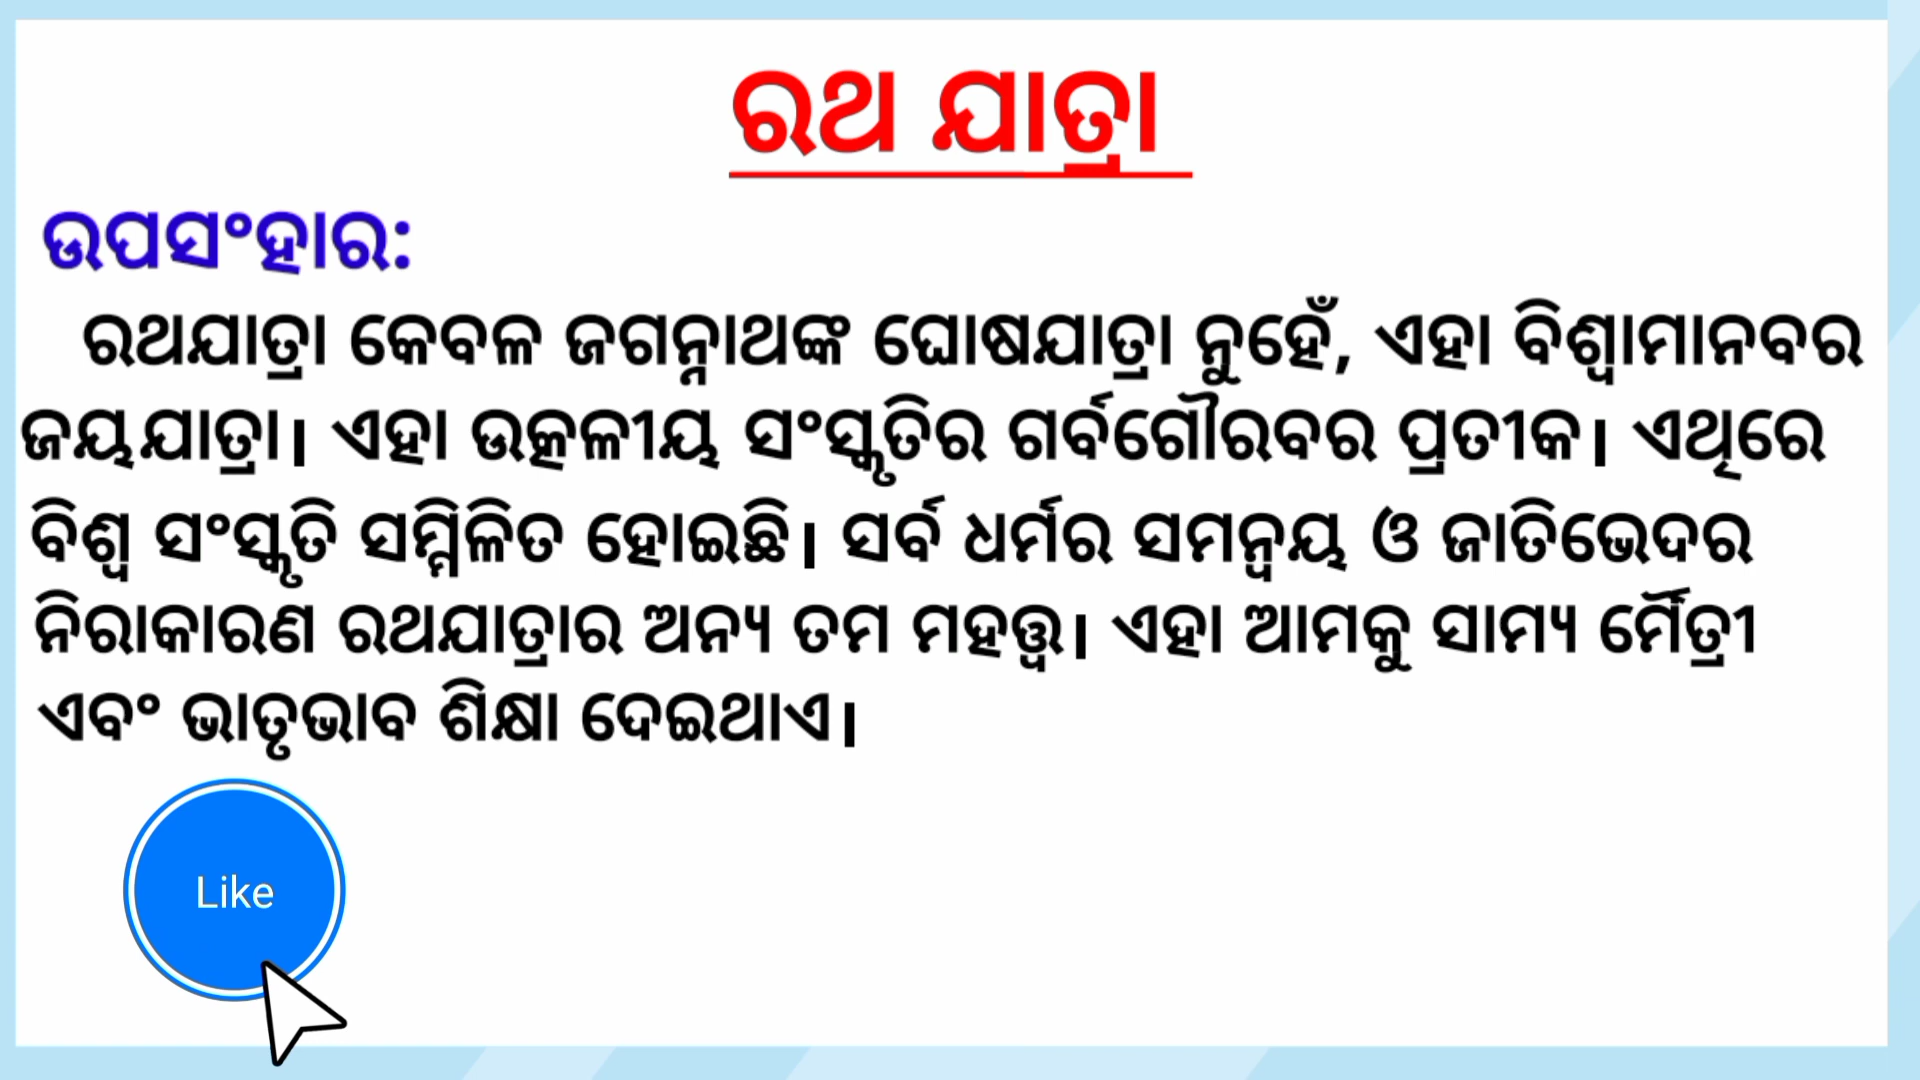 ରଥ ଯାତ୍ରା
ଉପସଂହାର:
ରଥଯାତ୍ରା କେବଳ ଜଗନ୍ନାଥଙ୍କ ଘୋଷଯାତ୍ରା ନୁହେଁ, ଏହା ବିଶ୍ୱମାନବର
ଜୟଯାତ୍ରା। ଏହା ଉତ୍କଳୀୟ ସଂସ୍କୃତିର ଗର୍ବଗୌରବର ପ୍ରତୀକ। ଏଥିରେ
ବିଶ୍ୱ ସଂସ୍କୃତି ସମ୍ମିଳିତ ହୋଇଛି। ସର୍ବ ଧର୍ମର ସମନ୍ୱୟ ଓ ଜାତିଭେଦର
ନିରାକାରଣ ରଥଯାତ୍ରାର ଅନ୍ୟ ତମ ମହତ୍ତ୍ୱ। ଏହା ଆମକୁ ସାମ୍ୟ ର୍ମୈତ୍ରୀ
ଏବଂ ଭାତୃଭାବ ଶିକ୍ଷା ଦେଇଥାଏ।
Like